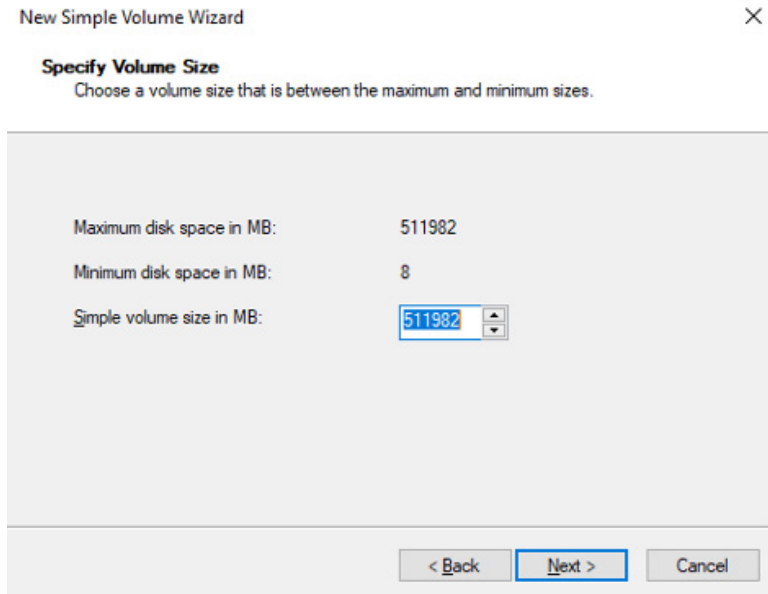 New Simple Volume Wizard
Specify Volume Size
Choose a volume size that is between the maximum and minimum sizes.
Maximum disk space in MB: 511982
Minimum disk space in MB: 8
Simple volume size in MB: 511982
< Back Next > Cancel